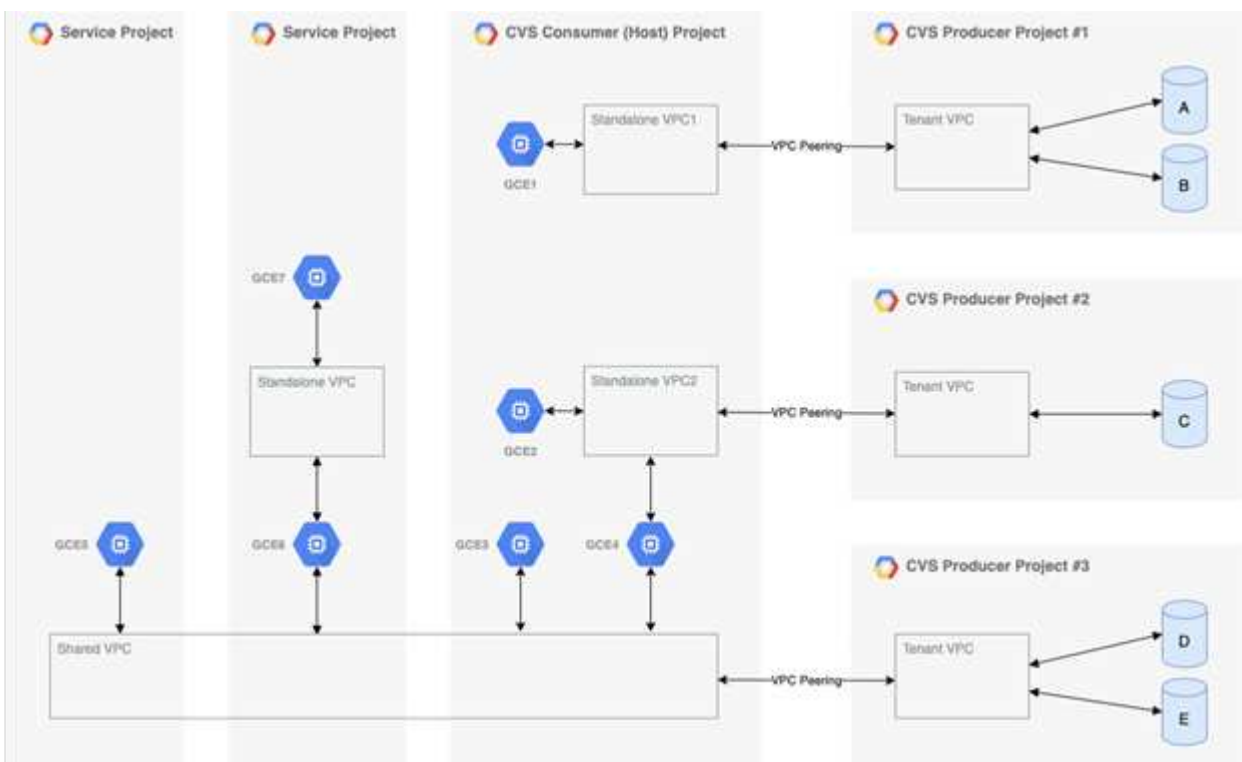 Service Project
Service Project
CVS Consumer (Host) Project
CVS Producer Project #1
Standalone VPC1
GCE1
VPC Peering
Tenant VPC
A
B
GCE7
CVS Producer Project #2
Standalone VPC
Standalone VPC2
GCE2
VPC Peering
Tenant VPC
C
GCE5
GCE6
GCE3
GCE4
CVS Producer Project #3
Shared VPC
VPC Peering
Tenant VPC
D
E